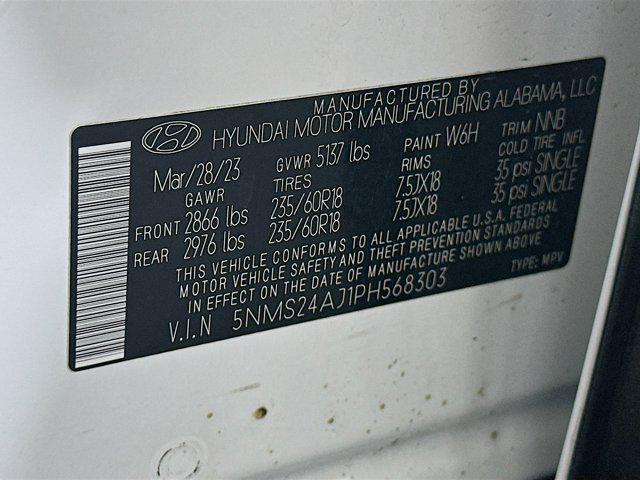 MANUFACTURED BY
HYUNDAI MOTOR MANUFACTURING ALABAMA, LLC
Mar/28/23 GVWR 5137 lbs PAINT W6H TRIM NNB
GAWR TIRES RIMS COLD TIRE INFL
FRONT 2866 lbs 235/60R18 7.5JX18 35 psi SINGLE
REAR 2976 lbs 235/60R18 7.5JX18 35 psi SINGLE
THIS VEHICLE CONFORMS TO ALL APPLICABLE U.S.A. FEDERAL
MOTOR VEHICLE SAFETY AND THEFT PREVENTION STANDARDS
IN EFFECT ON THE DATE OF MANUFACTURE SHOWN ABOVE
V.I.N 5NMS24AJ1PH568303 TYPE: MPV